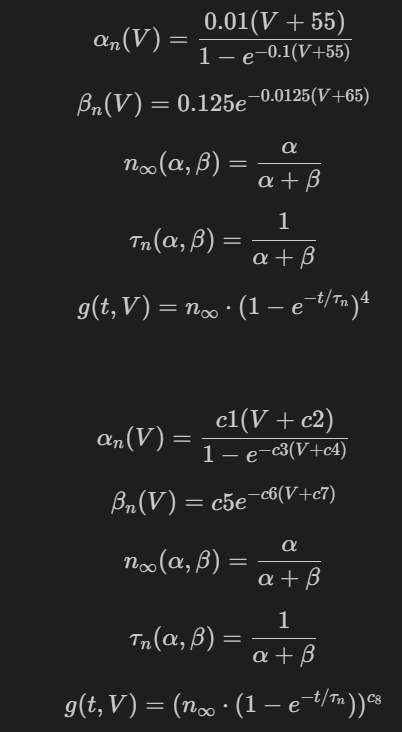 αₙ(V) = 0.01(V + 55) / (1 − e^{−0.1(V+55)})
βₙ(V) = 0.125e^{−0.0125(V+65)}
n∞(α, β) = α / (α + β)
τₙ(α, β) = 1 / (α + β)
g(t, V) = n∞ · (1 − e^{−t/τₙ})⁴
αₙ(V) = c1(V + c2) / (1 − e^{−c3(V+c4)})
βₙ(V) = c5e^{−c6(V+c7)}
n∞(α, β) = α / (α + β)
τₙ(α, β) = 1 / (α + β)
g(t, V) = (n∞ · (1 − e^{−t/τₙ}))^{c₈}